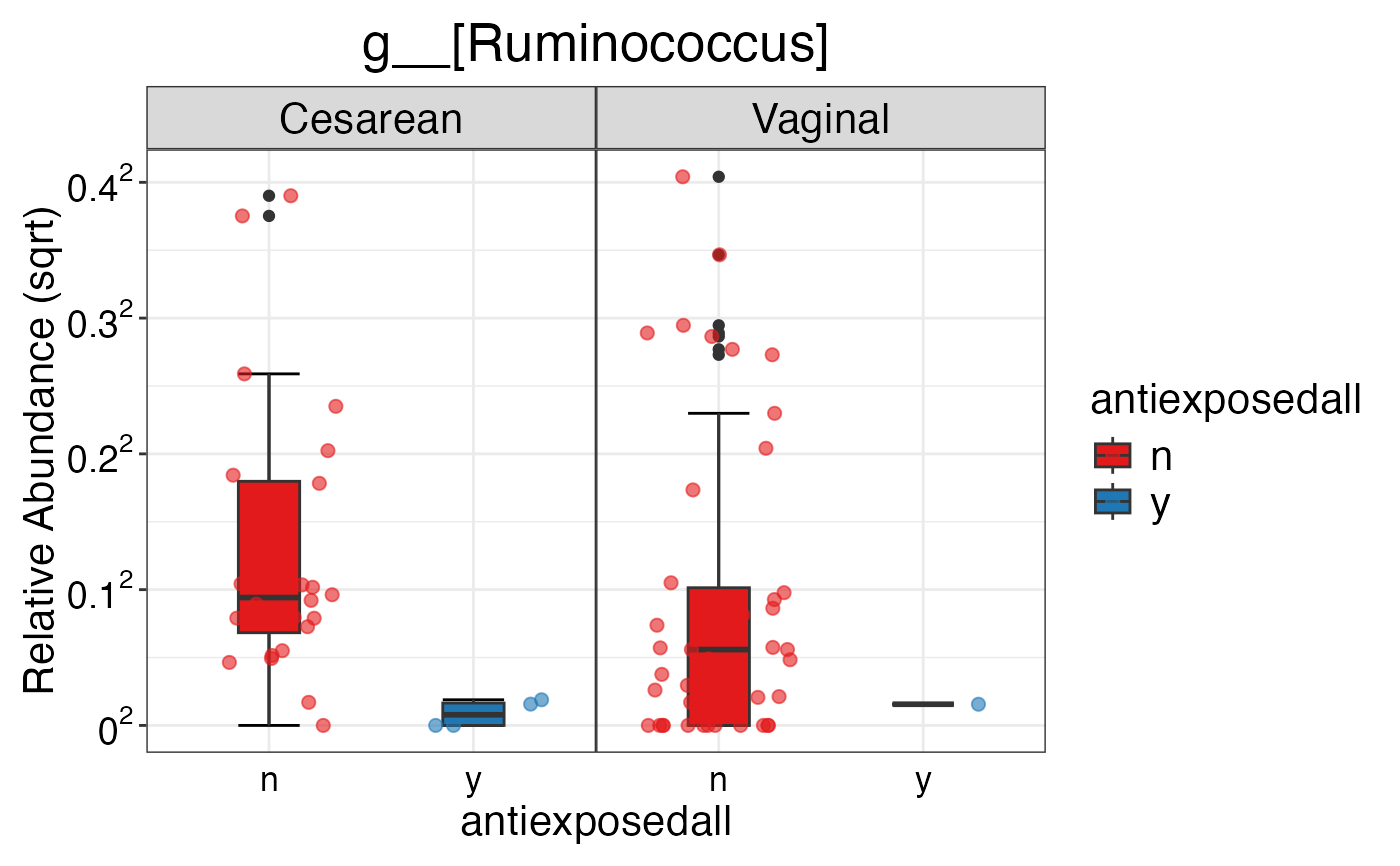 g__[Ruminococcus]
Cesarean Vaginal
Relative Abundance (sqrt)
0.4²
0.3²
0.2²
0.1²
0²
n y n y
antiexposedall
antiexposedall
n
y